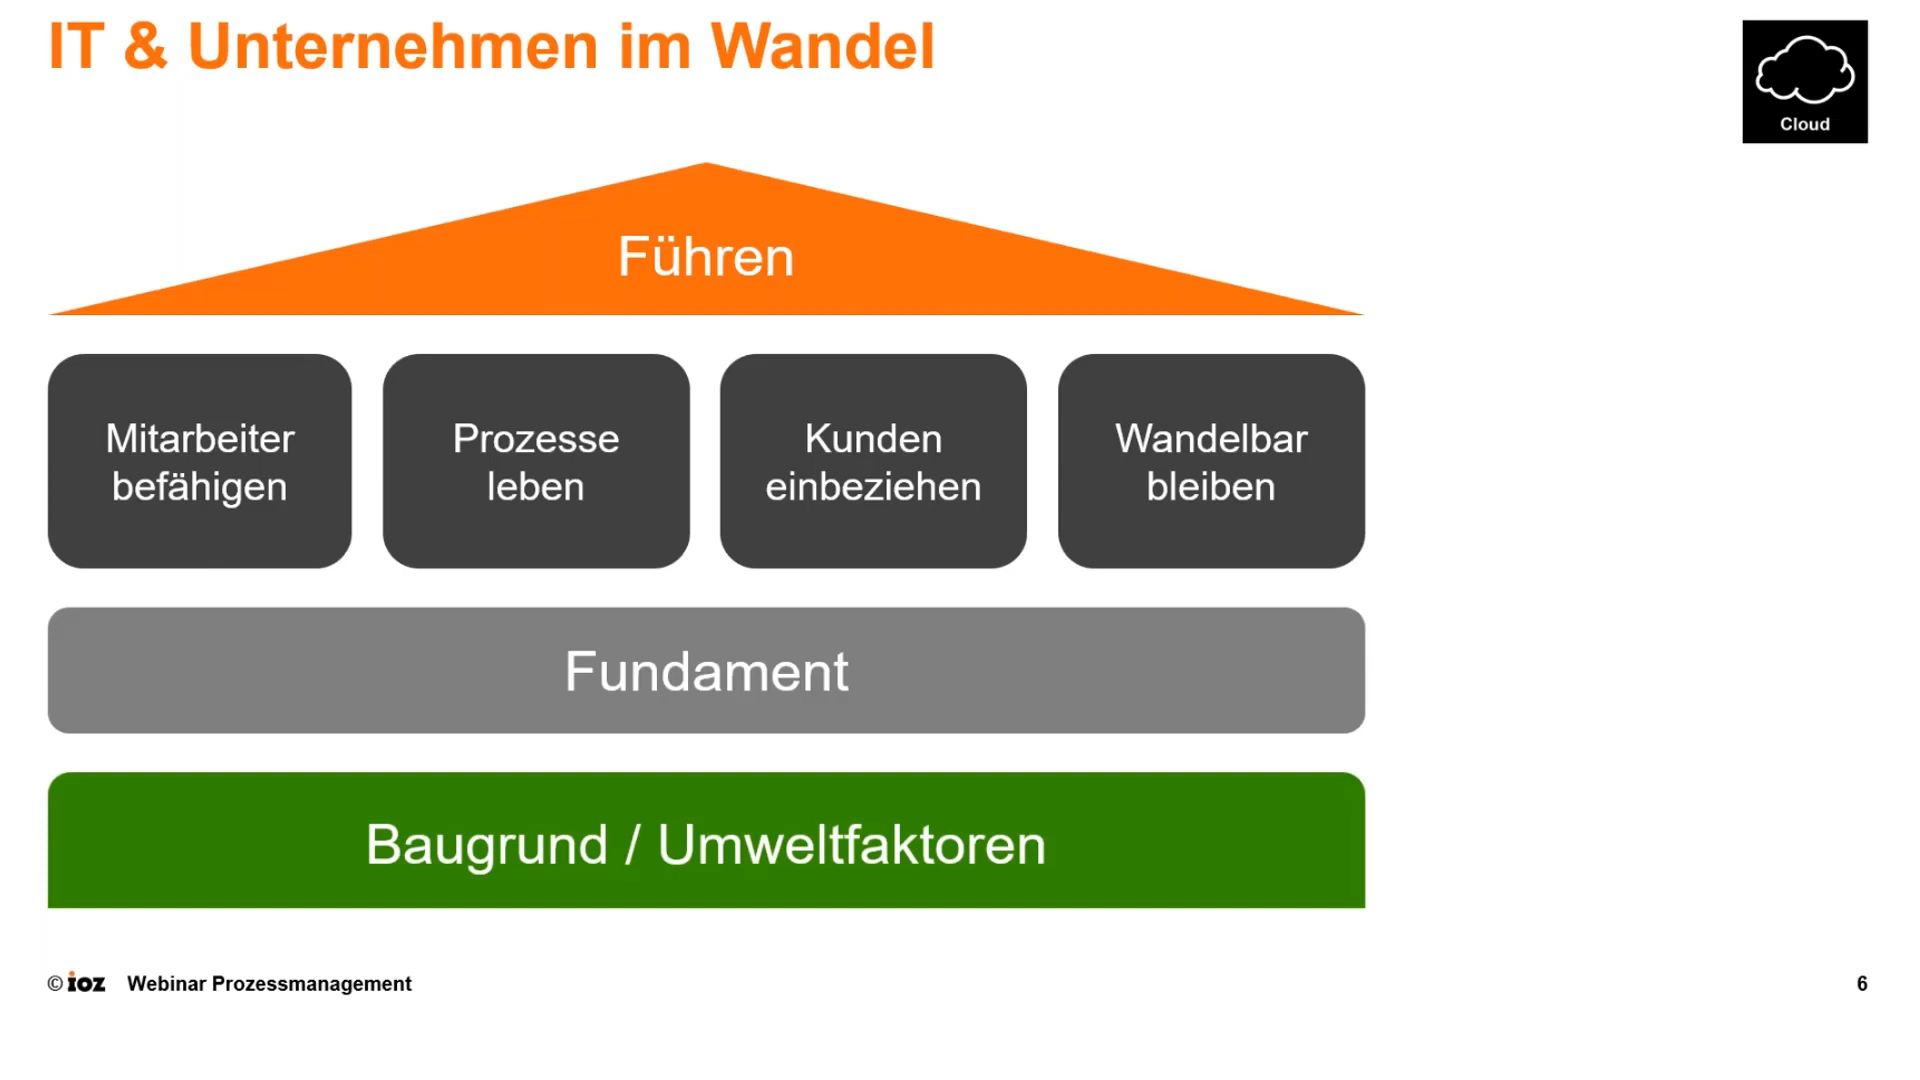 IT & Unternehmen im Wandel
Cloud
Führen
Mitarbeiter
befähigen
Prozesse
leben
Kunden
einbeziehen
Wandelbar
bleiben
Fundament
Baugrund / Umweltfaktoren
© ioz Webinar Prozessmanagement
6